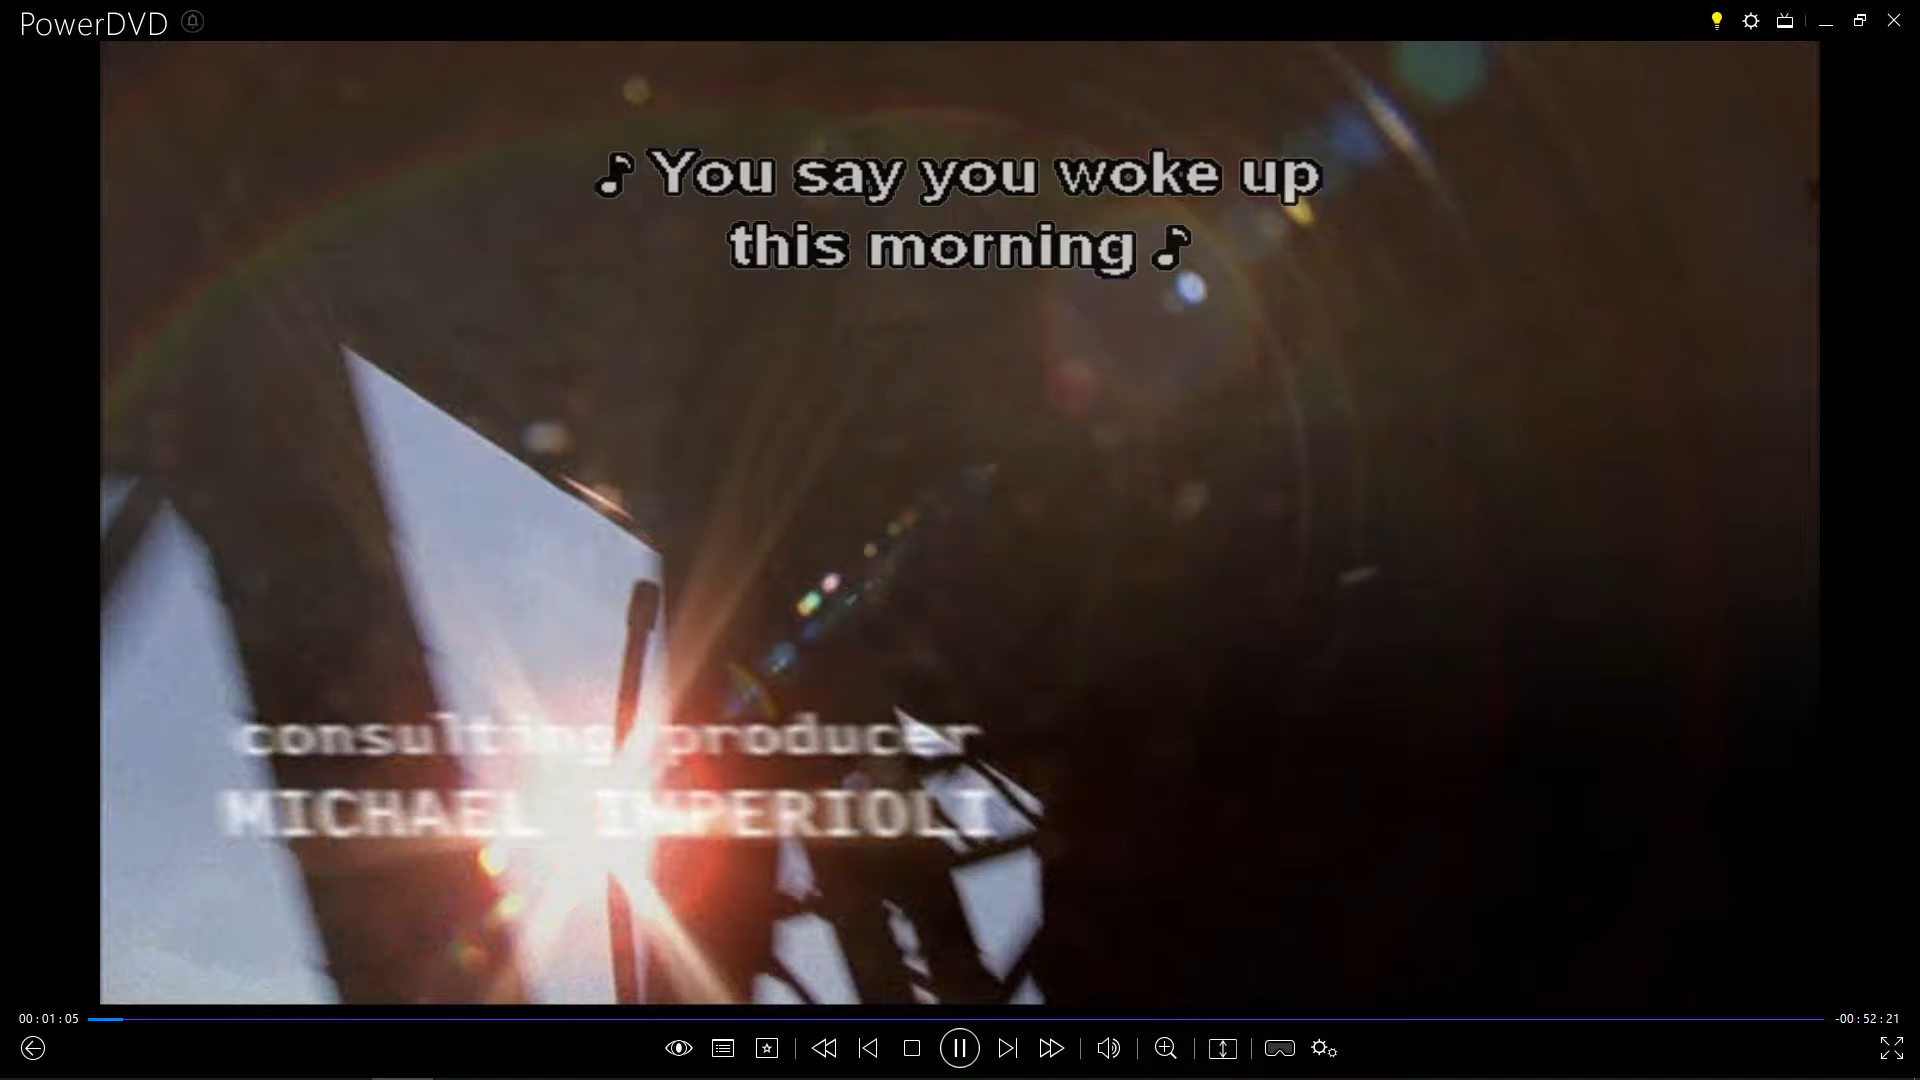 PowerDVD
♪ You say you woke up
this morning ♪
consulting producer
MICHAEL IMPERIOLI
00:01:05
-00:52:21